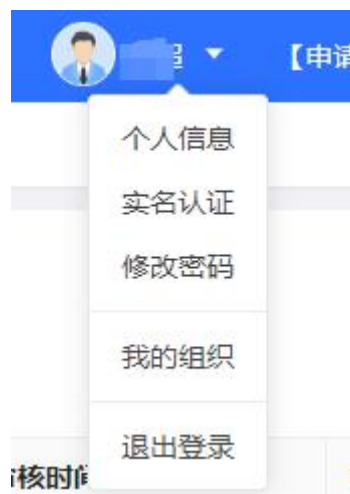 【申请
个人信息
实名认证
修改密码
我的组织
退出登录
审核时间